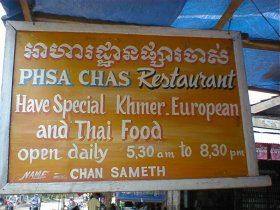 អាហារដ្ឋានផ្សារចាស់
PHSA CHAS Restaurant
Have Special Khmer. European
and Thai Food
open daily 5,30 am to 8,30 pm
NAME CHAN SAMETH